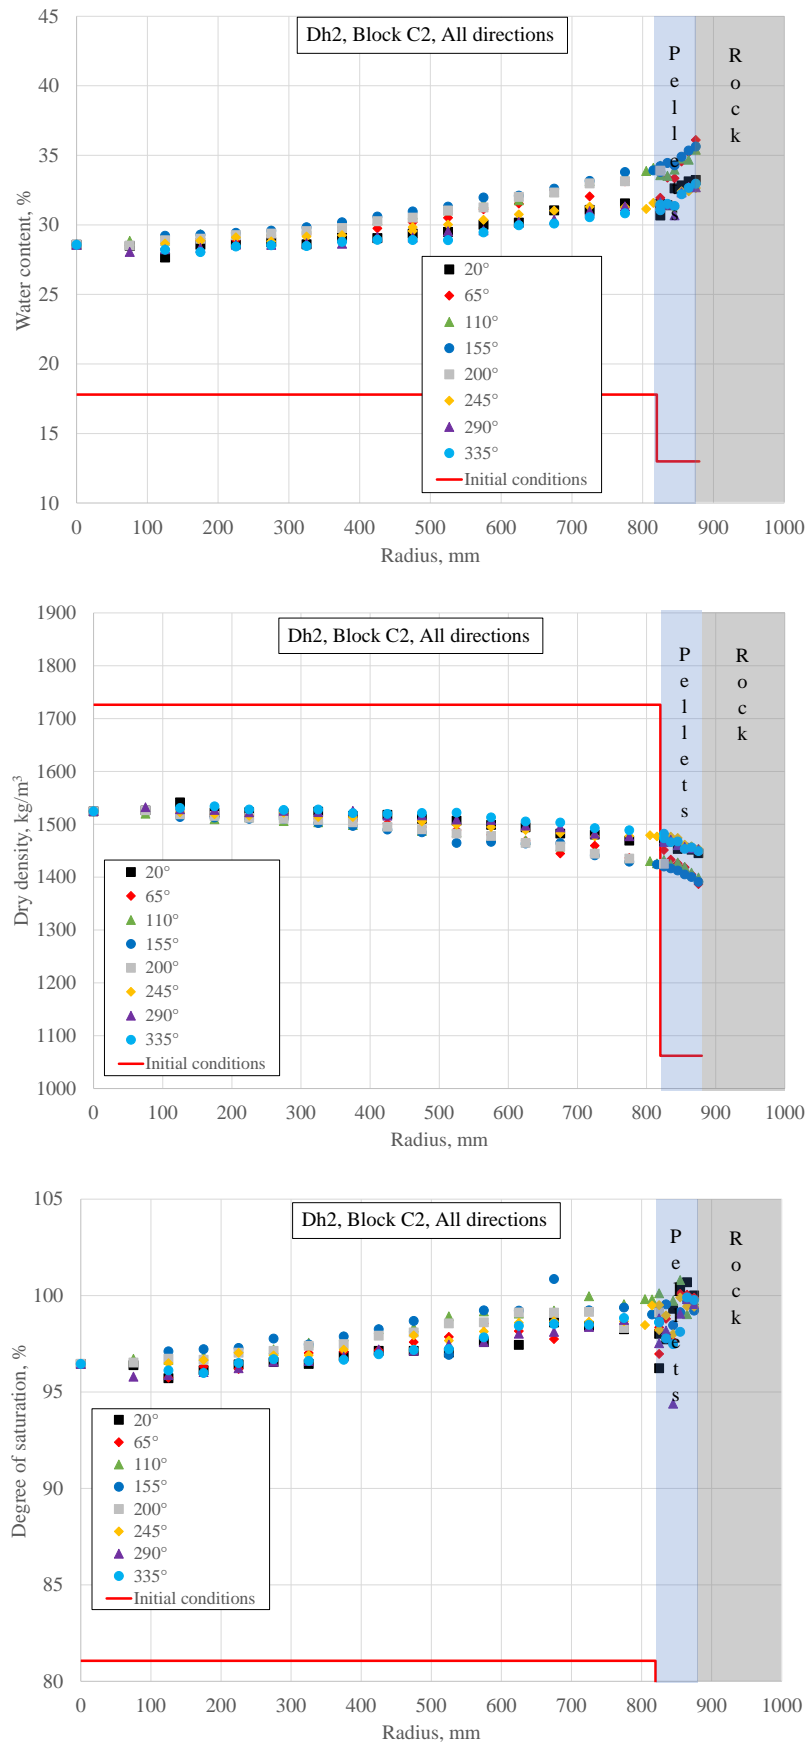 Dh2, Block C2, All directions
Pellets
Rock
45
40
35
30
25
20
15
10
Water content, %
20°
65°
110°
155°
200°
245°
290°
335°
Initial conditions
0 100 200 300 400 500 600 700 800 900 1000
Radius, mm
Dh2, Block C2, All directions
Pellets
Rock
1900
1800
1700
1600
1500
1400
1300
1200
1100
1000
Dry density, kg/m³
20°
65°
110°
155°
200°
245°
290°
335°
Initial conditions
0 100 200 300 400 500 600 700 800 900 1000
Radius, mm
Dh2, Block C2, All directions
Pellets
Rock
105
100
95
90
85
80
Degree of saturation, %
20°
65°
110°
155°
200°
245°
290°
335°
Initial conditions
0 100 200 300 400 500 600 700 800 900 1000
Radius, mm